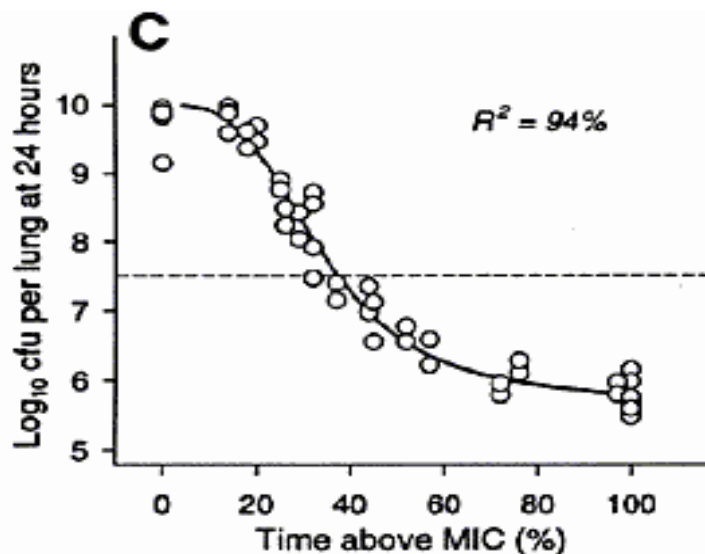 C
R² = 94%
Log₁₀ cfu per lung at 24 hours
10
9
8
7
6
5
0 20 40 60 80 100
Time above MIC (%)